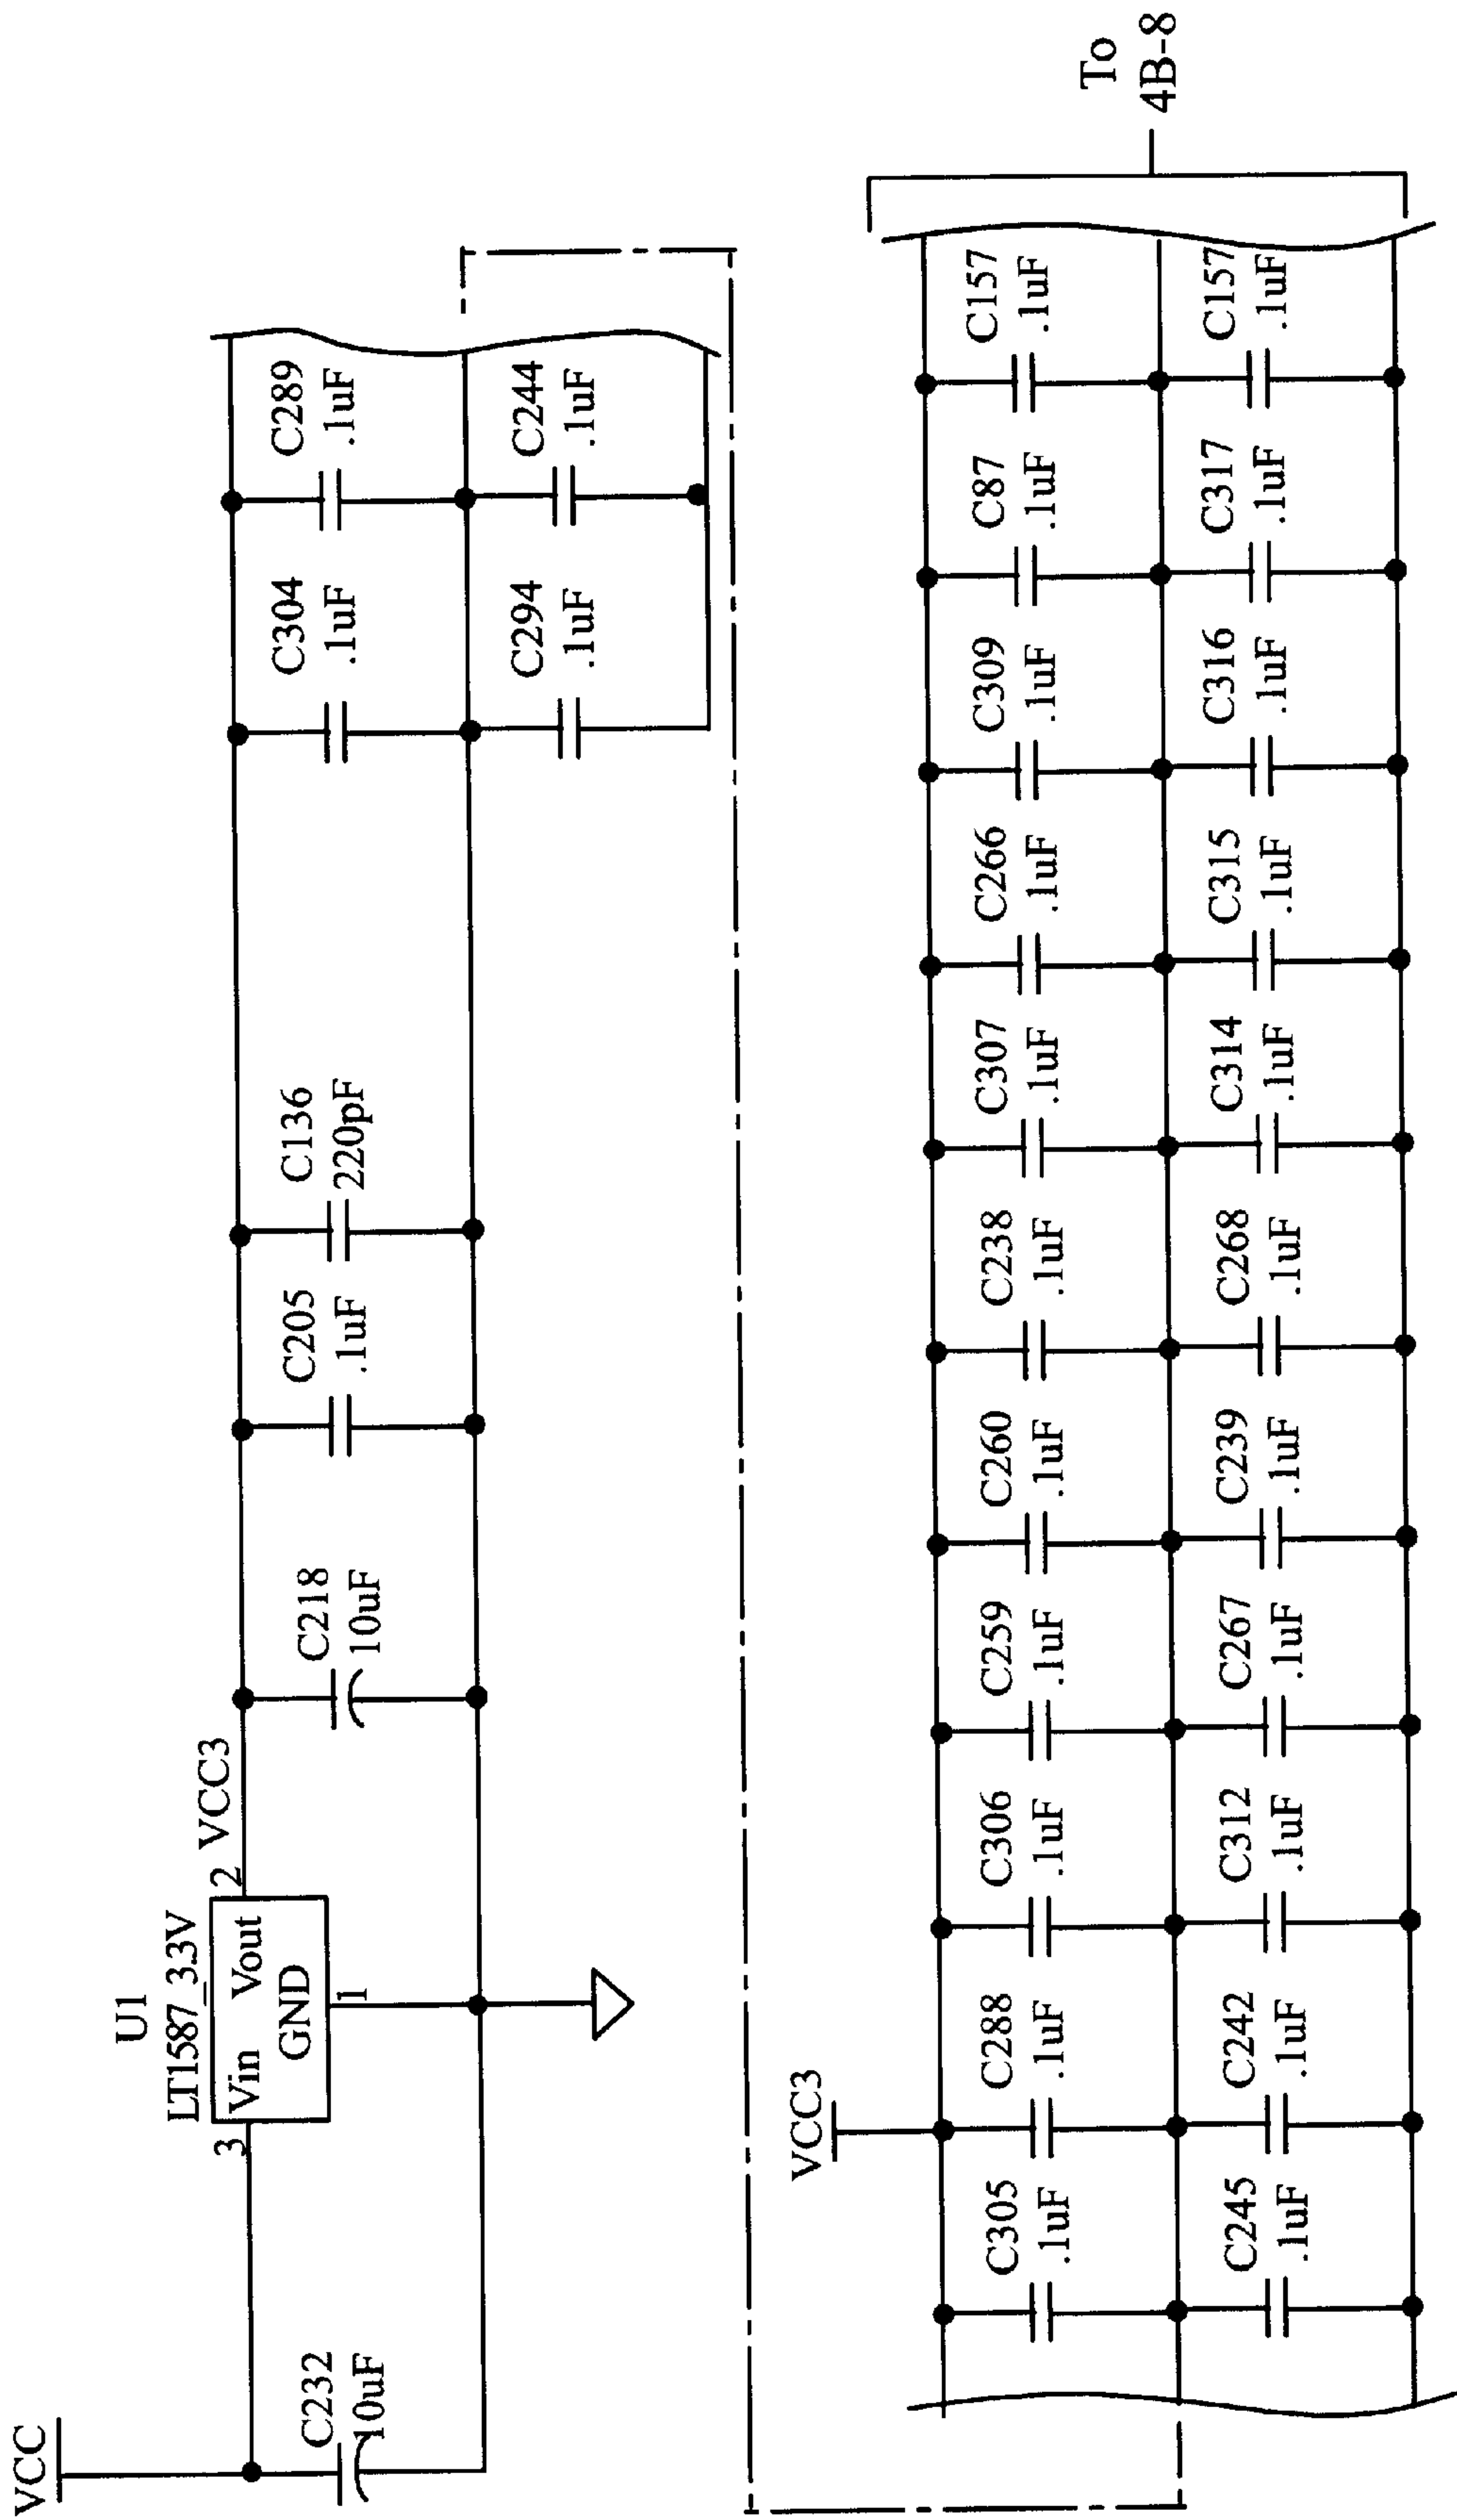 VCC
C232
10uF
U1
LT1587_3.3V
3
Vin Vout
GND
2
1
VCC3
C218
10uF
C205
.1uF
C136
220pF
C304
.1uF
C289
.1uF
C294
.1uF
C244
.1uF
VCC3
C305
.1uF
C288
.1uF
C306
.1uF
C259
.1uF
C260
.1uF
C238
.1uF
C307
.1uF
C266
.1uF
C309
.1uF
C87
.1uF
C157
.1uF
C245
.1uF
C242
.1uF
C312
.1uF
C267
.1uF
C239
.1uF
C268
.1uF
C314
.1uF
C315
.1uF
C316
.1uF
C317
.1uF
C157
.1uF
To
4B-8